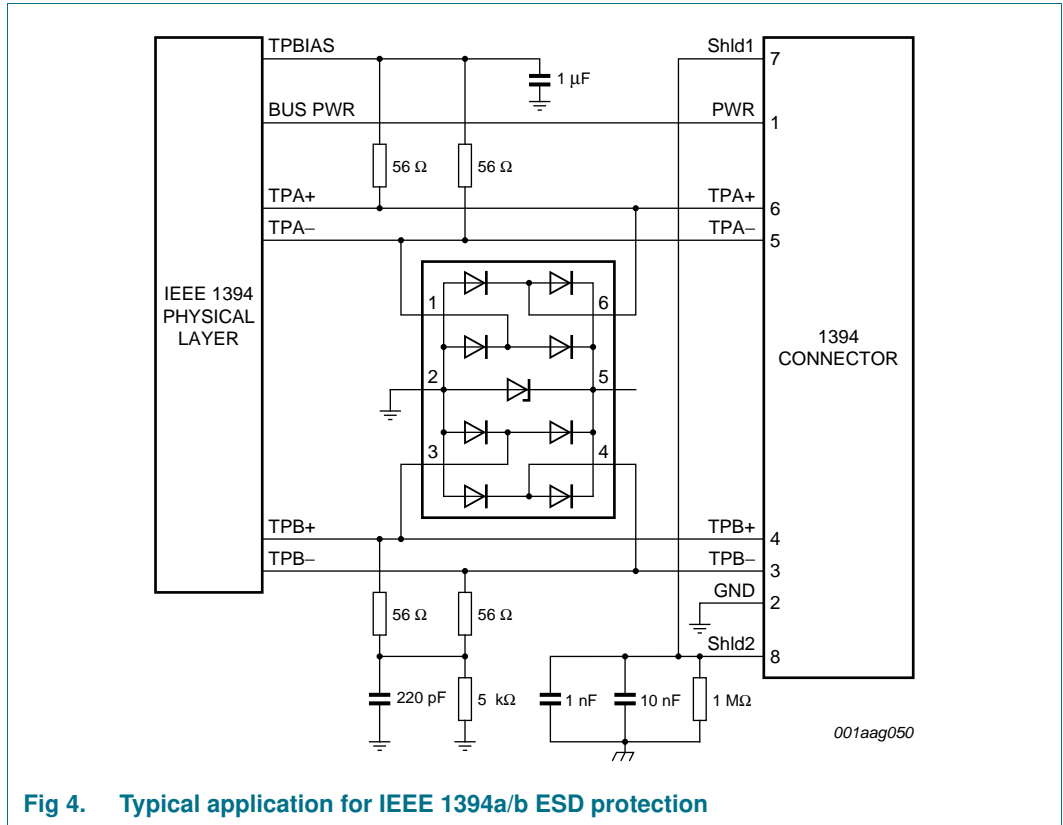 TPBIAS
Shld1
7
1 µF
BUS PWR
PWR
1
56 Ω
56 Ω
TPA+
TPA+
6
TPA−
TPA−
5
IEEE 1394
PHYSICAL
LAYER
1
6
2
5
3
4
1394
CONNECTOR
TPB+
TPB+
4
TPB−
TPB−
3
GND
2
56 Ω
56 Ω
Shld2
8
220 pF
5 kΩ
1 nF
10 nF
1 MΩ
001aag050
Fig 4. Typical application for IEEE 1394a/b ESD protection